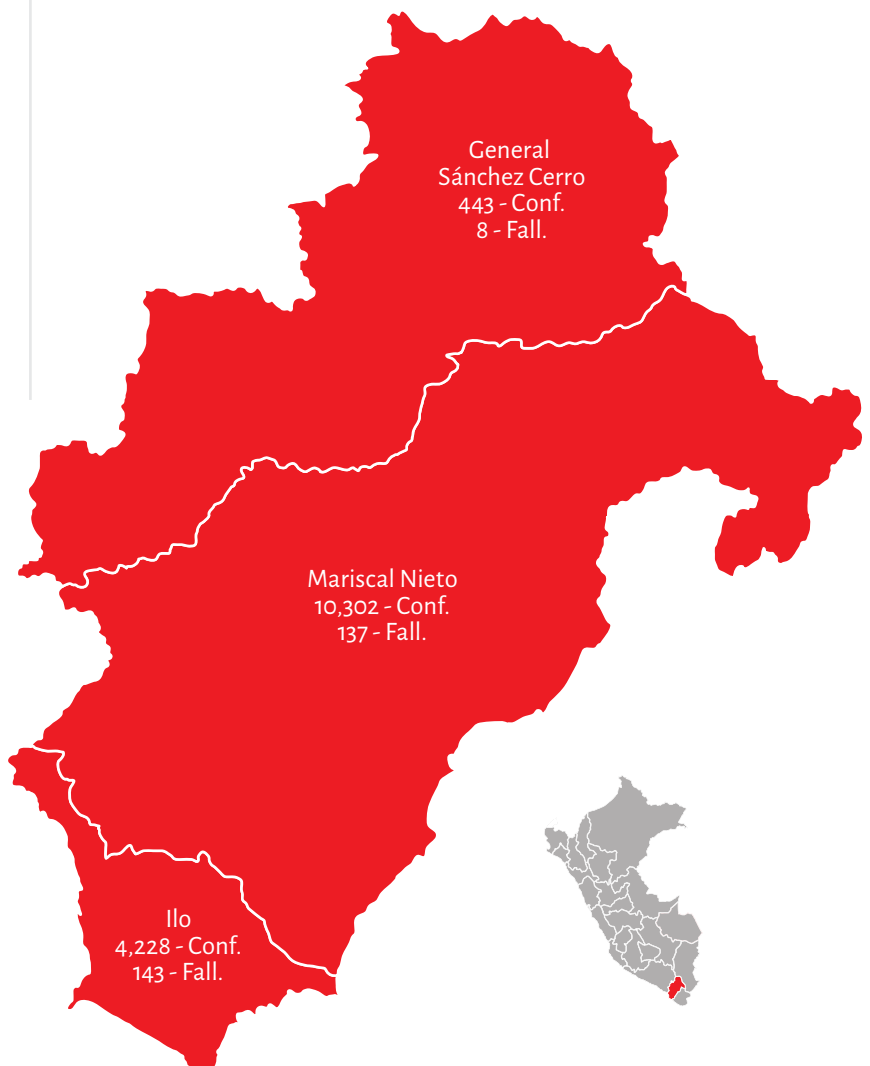 General
Sánchez Cerro
443 - Conf.
8 - Fall.
Mariscal Nieto
10,302 - Conf.
137 - Fall.
Ilo
4,228 - Conf.
143 - Fall.